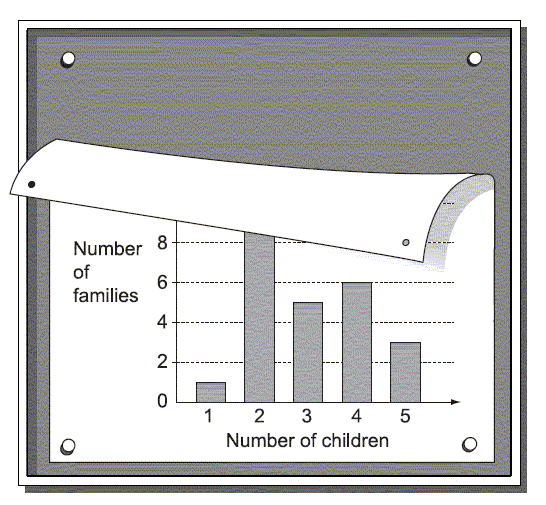 Number
of
families
8
6
4
2
0
1 2 3 4 5
Number of children